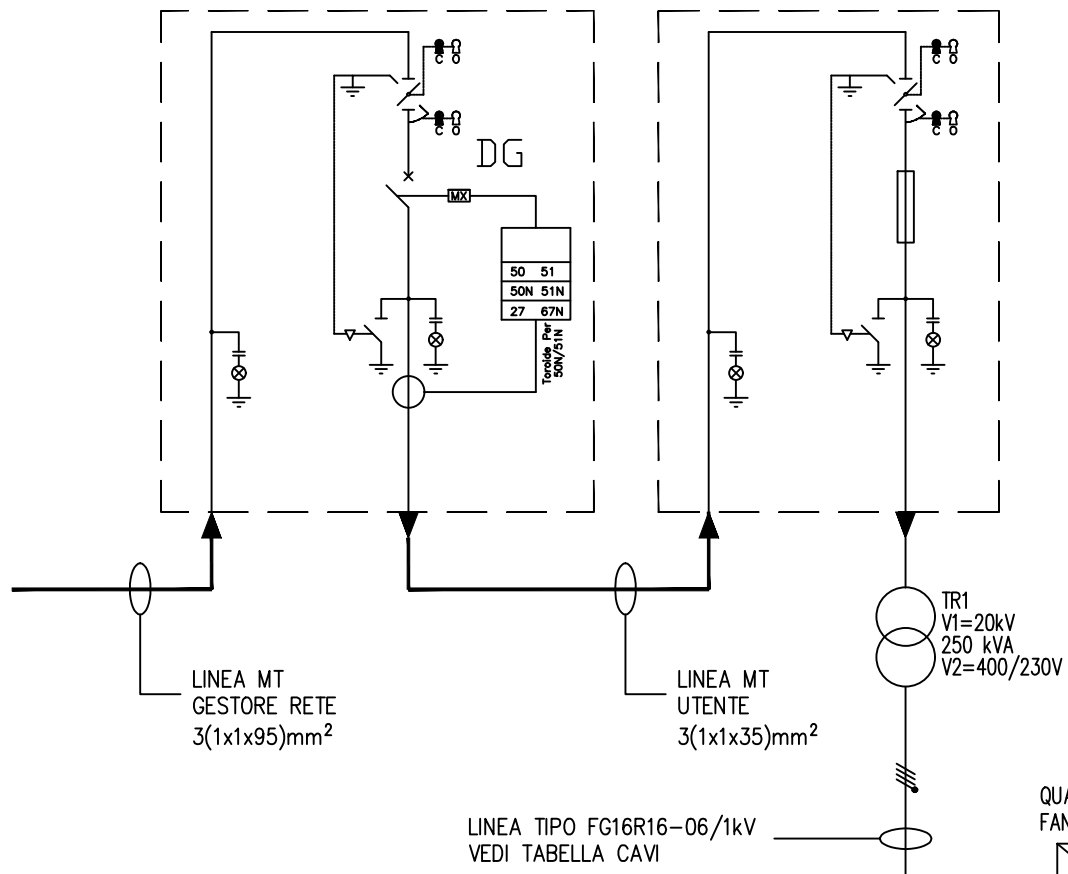 C O
C O
DG
MX
50 51
50N 51N
27 67N
Toroide Per
50N/51N
C O
C O
LINEA MT
GESTORE RETE
3(1x1x95)mm²
LINEA MT
UTENTE
3(1x1x35)mm²
TR1
V1=20kV
250 kVA
V2=400/230V
LINEA TIPO FG16R16-06/1kV
VEDI TABELLA CAVI
QUA
FAN